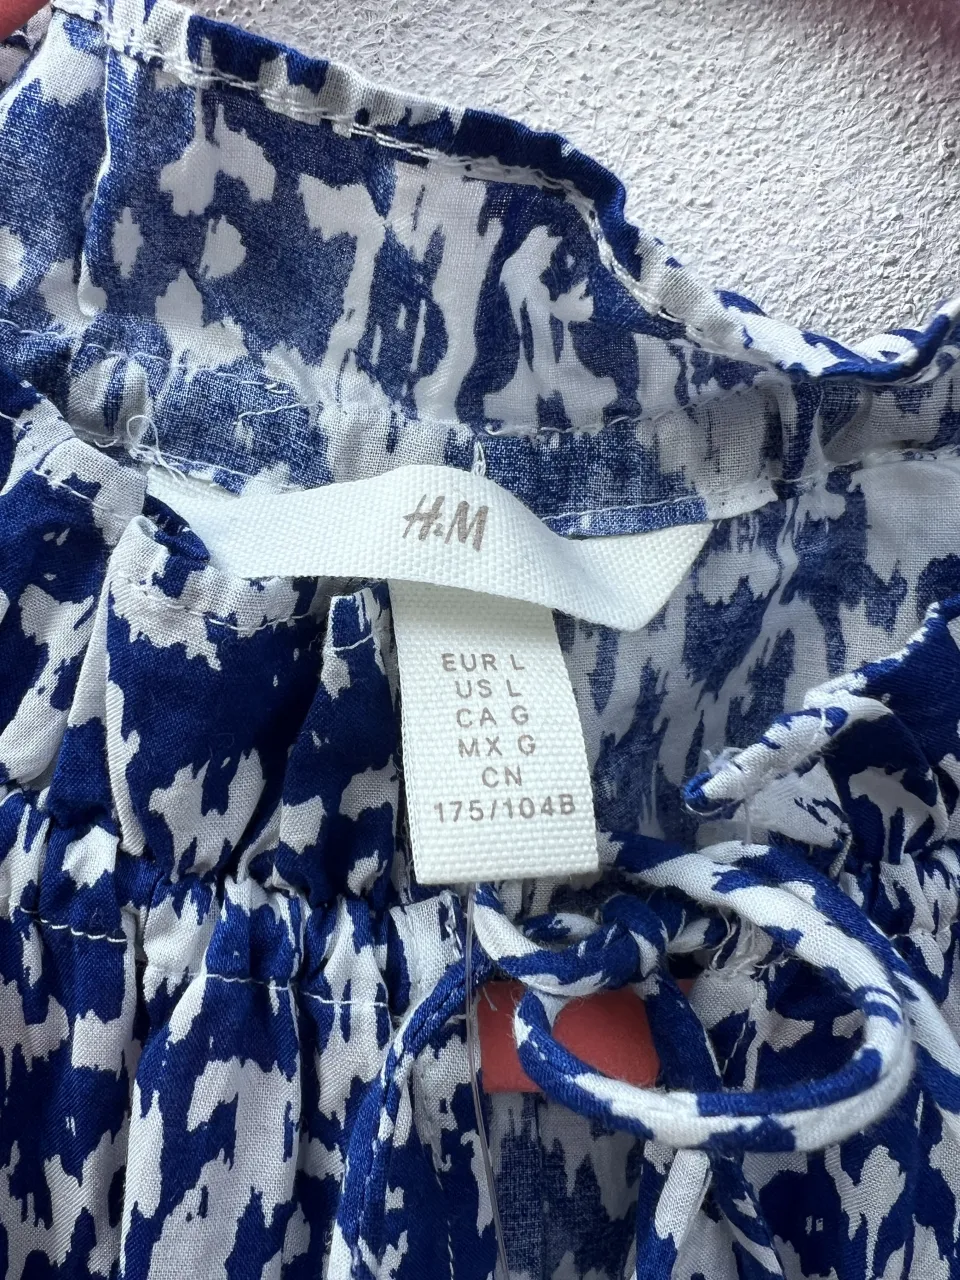 H&M
EUR L
US L
CA G
MX G
CN
175/104B